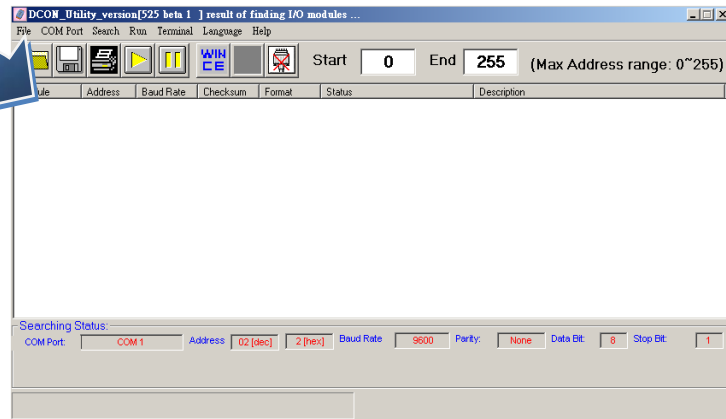 DCON_Utility_version[525 beta 1 ] result of finding I/O modules ...
File COM Port Search Run Terminal Language Help
WIN CE Start 0 End 255 (Max Address range: 0~255)
Address Baud Rate Checksum Format Status Description
Searching Status:
COM Port: COM 1 Address 02 [dec] 2 [hex] Baud Rate 9600 Parity: None Data Bit: 8 Stop Bit: 1